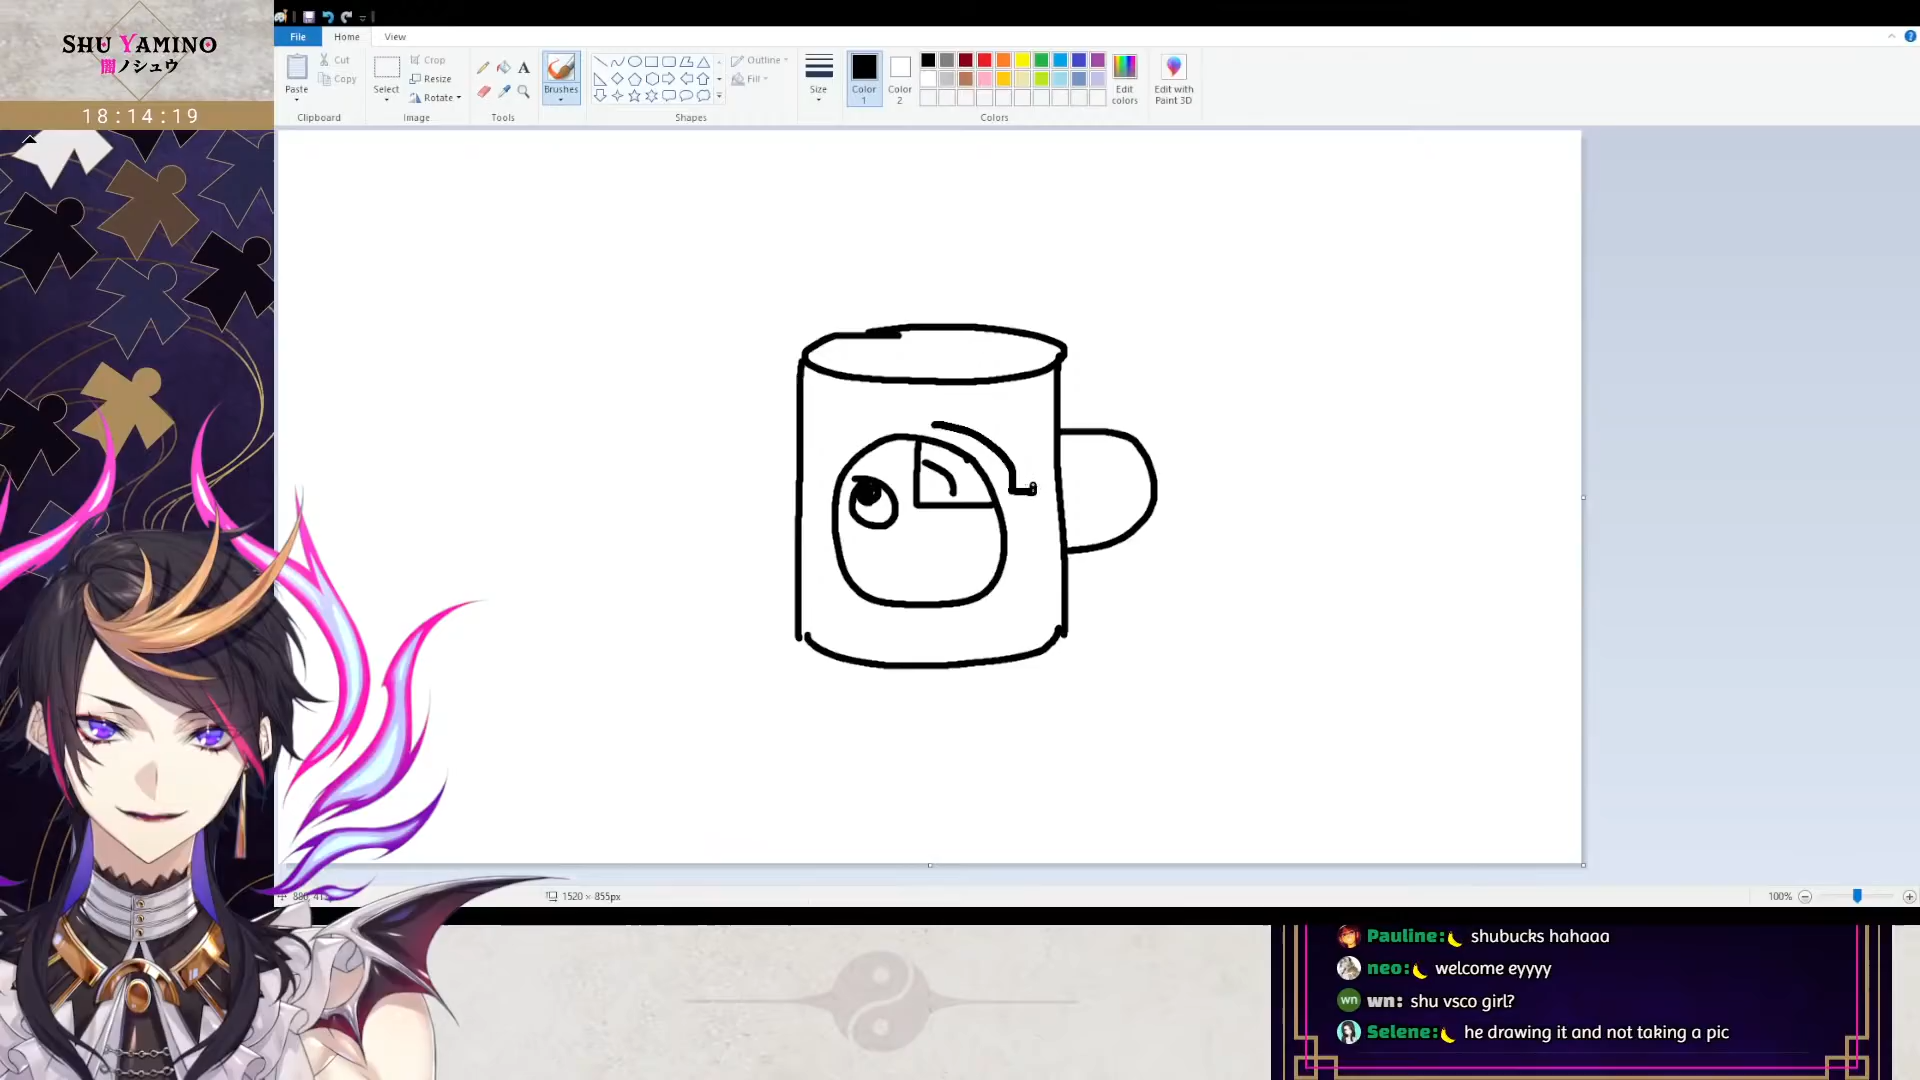 SHU YAMINO
闇ノシュウ
18:14:19
File Home View
Paste
Cut
Copy
Clipboard
Select
Crop
Resize
Rotate
Image
A
Tools
Brushes
Shapes
Outline
Fill
Size
Color 1
Color 2
Colors
Edit colors
Edit with Paint 3D
1520 × 855px
100%
Pauline: shubucks hahaaa
neo: welcome eyyyy
wn wn: shu vsco girl?
Selene: he drawing it and not taking a pic